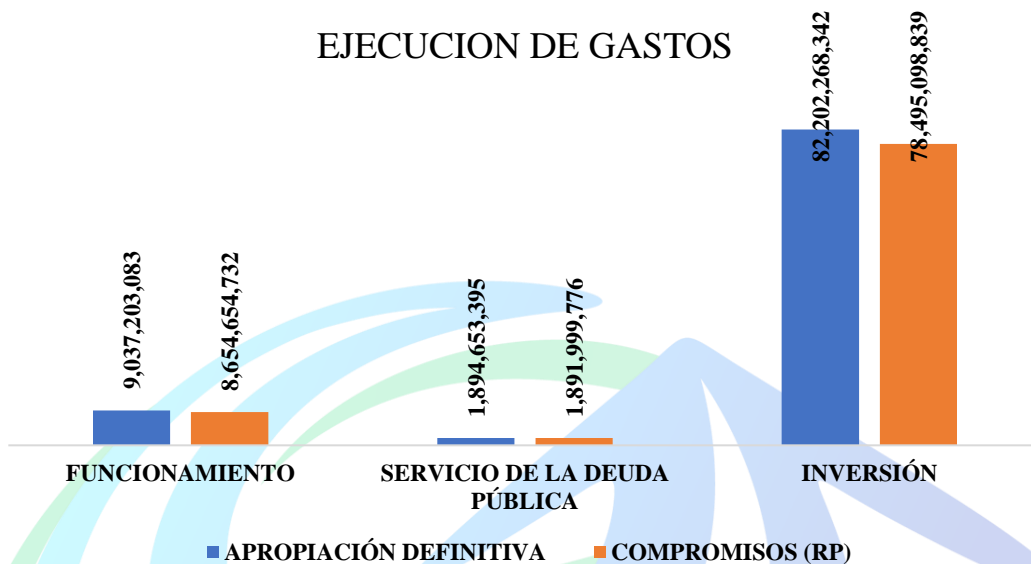 EJECUCION DE GASTOS
9,037,203,083
8,654,654,732
1,894,653,395
1,891,999,776
82,202,268,342
78,495,098,839
FUNCIONAMIENTO
SERVICIO DE LA DEUDA
PÚBLICA
INVERSIÓN
APROPIACIÓN DEFINITIVA
COMPROMISOS (RP)